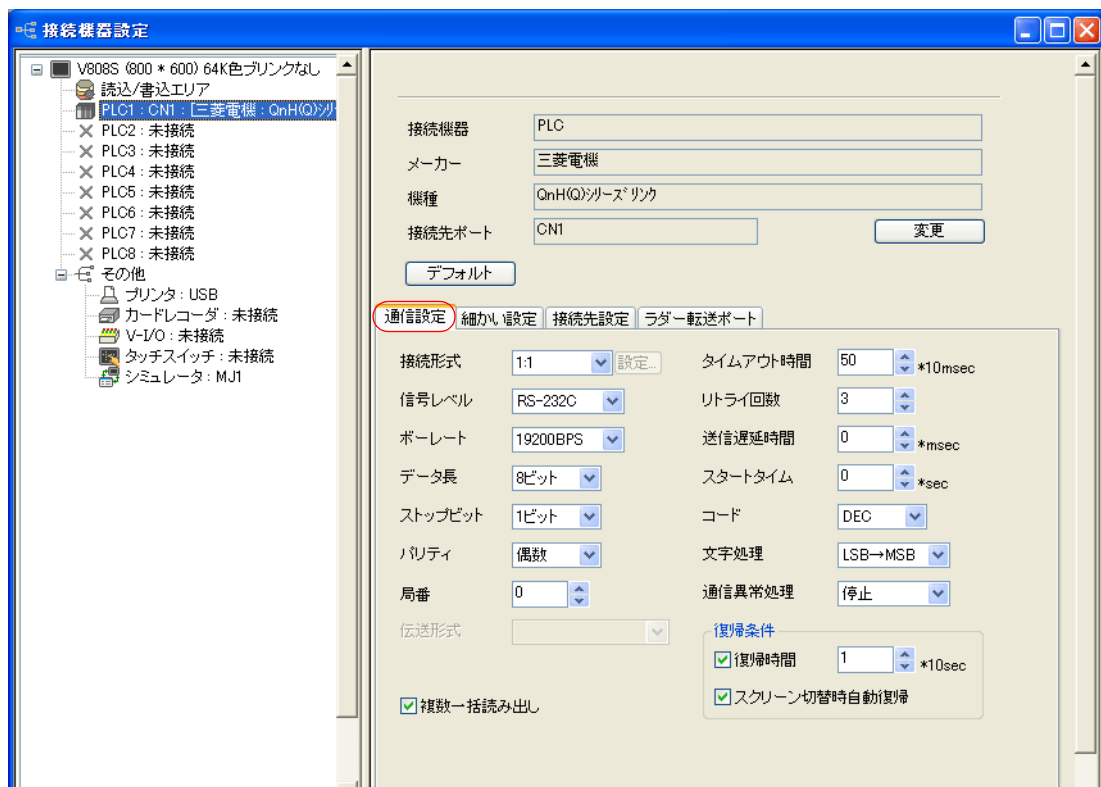 接続機器設定
V808S (800 * 600) 64K色ブリンクなし
読込/書込エリア
PLC1 : CN1 : [三菱電機 : QnH(Q)ｼﾘｰ
PLC2 : 未接続
PLC3 : 未接続
PLC4 : 未接続
PLC5 : 未接続
PLC6 : 未接続
PLC7 : 未接続
PLC8 : 未接続
その他
プリンタ : USB
カードレコーダ : 未接続
V-I/O : 未接続
タッチスイッチ : 未接続
シミュレータ : MJ1
接続機器 PLC
メーカー 三菱電機
機種 QnH(Q)ｼﾘｰｽﾞﾘﾝｸ
接続先ポート CN1 変更
デフォルト
通信設定 細かい設定 接続先設定 ラダー転送ポート
接続形式 1:1 設定... タイムアウト時間 50 *10msec
信号レベル RS-232C リトライ回数 3
ボーレート 19200BPS 送信遅延時間 0 *msec
データ長 8ビット スタートタイム 0 *sec
ストップビット 1ビット コード DEC
パリティ 偶数 文字処理 LSB→MSB
局番 0 通信異常処理 停止
伝送形式 復帰条件
復帰時間 1 *10sec
複数一括読み出し スクリーン切替時自動復帰